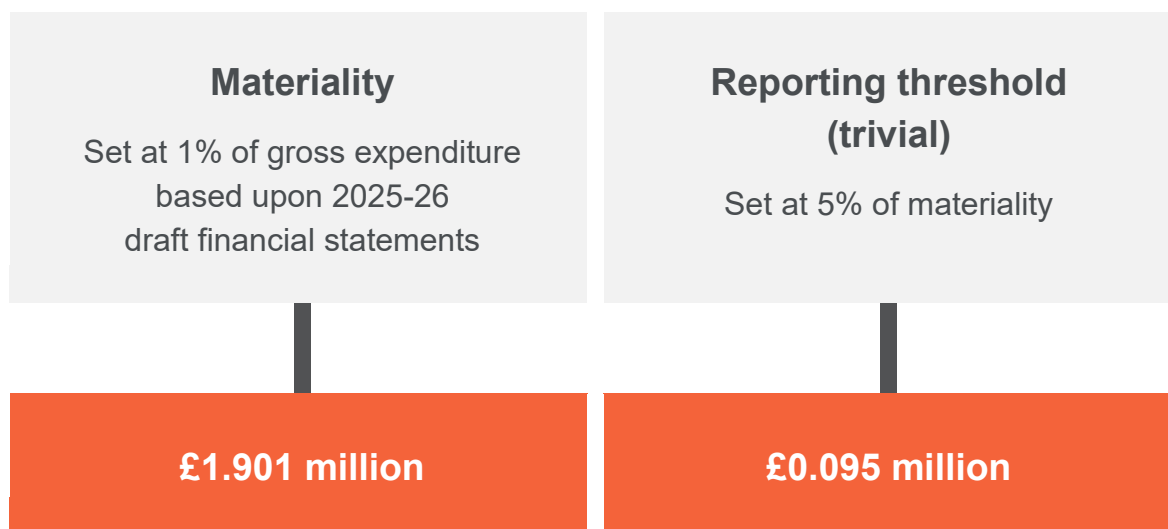 Materiality
Set at 1% of gross expenditure
based upon 2025-26
draft financial statements
£1.901 million
Reporting threshold
(trivial)
Set at 5% of materiality
£0.095 million